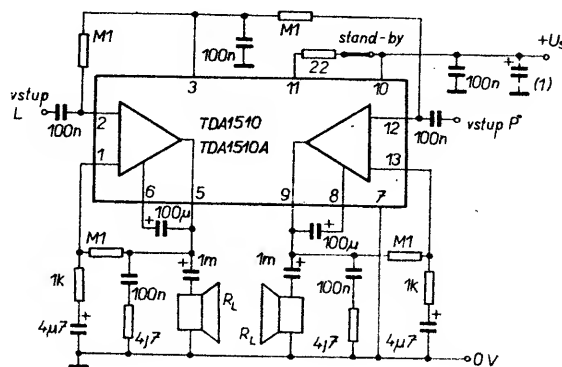 M1
M1
stand-by
+U_S
100n
22
100n
(1)
3
11
10
vstup
L
100n
2
TDA1510
TDA1510A
12
100n
vstup P
1
13
6
5
9
8
7
100μ
100μ
M1
1m
1m
M1
1k
100n
R_L
R_L
100n
1k
4μ7
4j7
4j7
4μ7
0 V